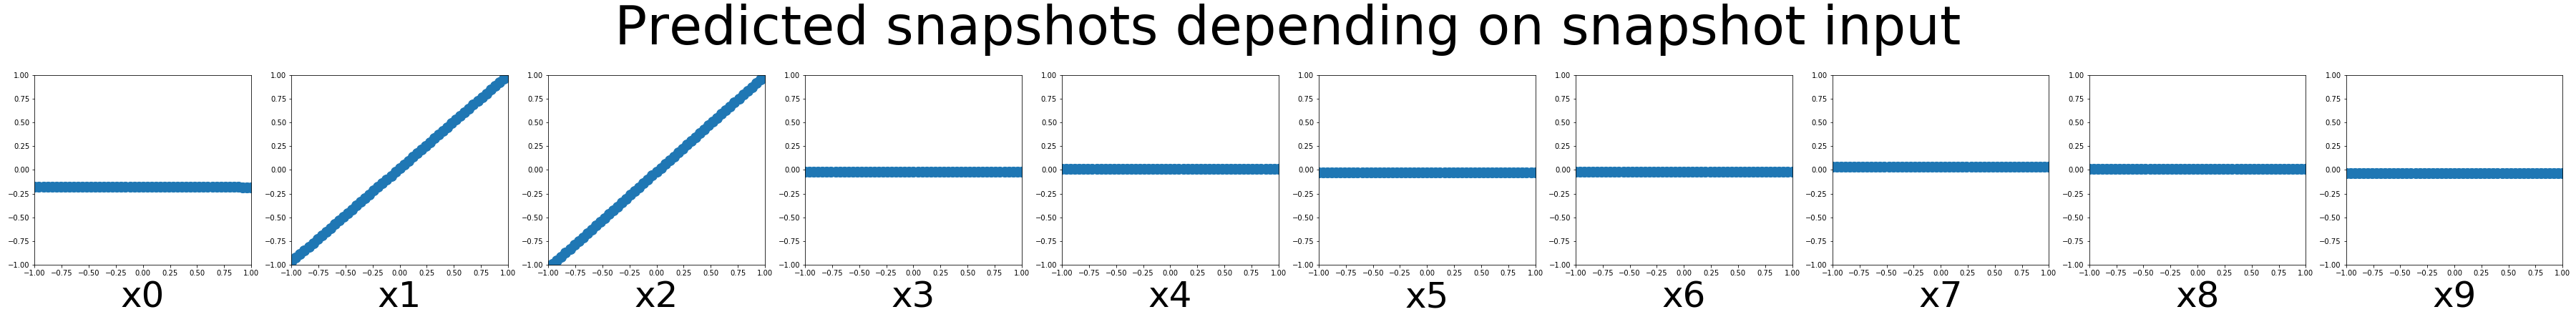 Predicted snapshots depending on snapshot input
1.00 1.00 1.00 1.00 1.00 1.00 1.00 1.00 1.00 1.00
0.75 0.75 0.75 0.75 0.75 0.75 0.75 0.75 0.75 0.75
0.50 0.50 0.50 0.50 0.50 0.50 0.50 0.50 0.50 0.50
0.25 0.25 0.25 0.25 0.25 0.25 0.25 0.25 0.25 0.25
0.00 0.00 0.00 0.00 0.00 0.00 0.00 0.00 0.00 0.00
−0.25 −0.25 −0.25 −0.25 −0.25 −0.25 −0.25 −0.25 −0.25 −0.25
−0.50 −0.50 −0.50 −0.50 −0.50 −0.50 −0.50 −0.50 −0.50 −0.50
−0.75 −0.75 −0.75 −0.75 −0.75 −0.75 −0.75 −0.75 −0.75 −0.75
−1.00 −1.00 −1.00 −1.00 −1.00 −1.00 −1.00 −1.00 −1.00 −1.00
−1.00 −0.75 −0.50 −0.25 0.00 0.25 0.50 0.75 1.00 −1.00 −0.75 −0.50 −0.25 0.00 0.25 0.50 0.75 1.00 −1.00 −0.75 −0.50 −0.25 0.00 0.25 0.50 0.75 1.00 −1.00 −0.75 −0.50 −0.25 0.00 0.25 0.50 0.75 1.00 −1.00 −0.75 −0.50 −0.25 0.00 0.25 0.50 0.75 1.00 −1.00 −0.75 −0.50 −0.25 0.00 0.25 0.50 0.75 1.00 −1.00 −0.75 −0.50 −0.25 0.00 0.25 0.50 0.75 1.00 −1.00 −0.75 −0.50 −0.25 0.00 0.25 0.50 0.75 1.00 −1.00 −0.75 −0.50 −0.25 0.00 0.25 0.50 0.75 1.00 −1.00 −0.75 −0.50 −0.25 0.00 0.25 0.50 0.75 1.00
x0 x1 x2 x3 x4 x5 x6 x7 x8 x9